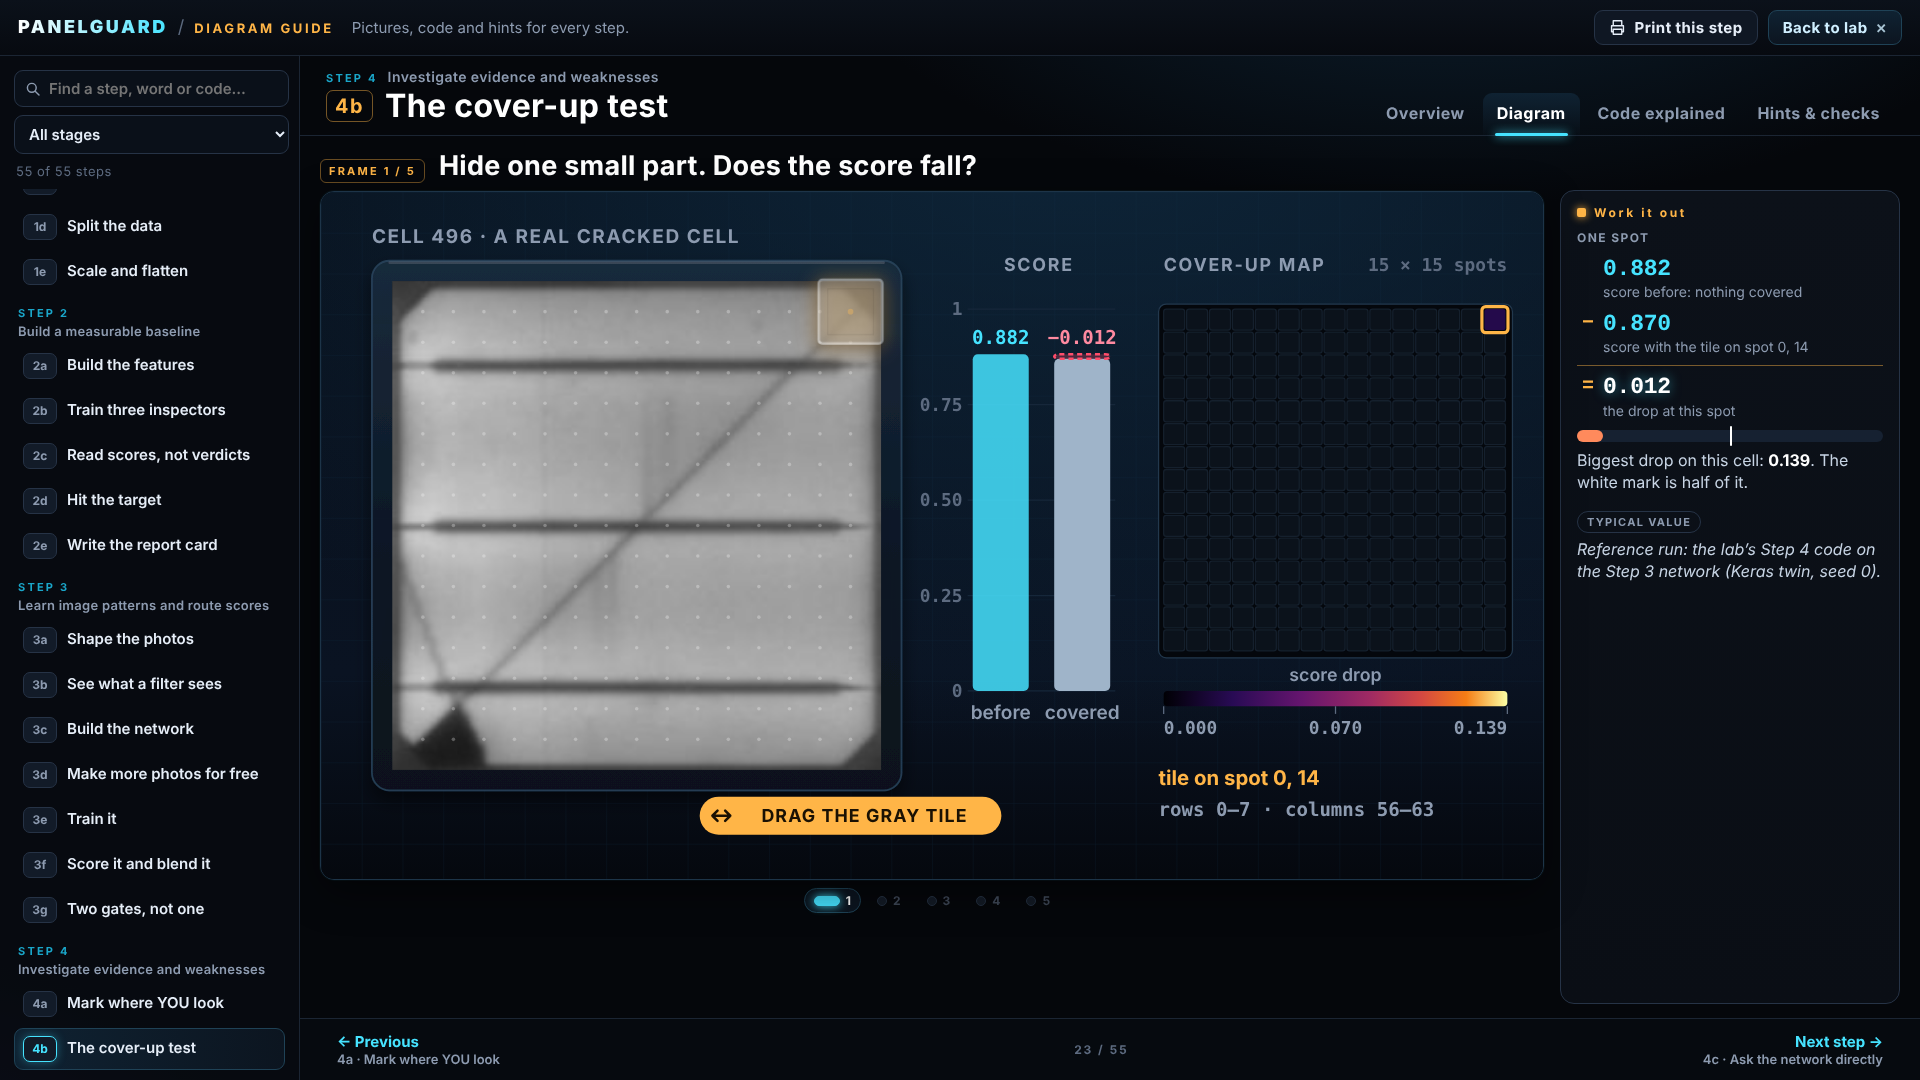 PANELGUARD / DIAGRAM GUIDE Pictures, code and hints for every step.
Print this step
Back to lab ×
Find a step, word or code...
All stages
55 of 55 steps
1d Split the data
1e Scale and flatten
STEP 2
Build a measurable baseline
2a Build the features
2b Train three inspectors
2c Read scores, not verdicts
2d Hit the target
2e Write the report card
STEP 3
Learn image patterns and route scores
3a Shape the photos
3b See what a filter sees
3c Build the network
3d Make more photos for free
3e Train it
3f Score it and blend it
3g Two gates, not one
STEP 4
Investigate evidence and weaknesses
4a Mark where YOU look
4b The cover-up test
STEP 4 Investigate evidence and weaknesses
4b The cover-up test
Overview
Diagram
Code explained
Hints & checks
FRAME 1 / 5 Hide one small part. Does the score fall?
CELL 496 · A REAL CRACKED CELL
SCORE
1
0.75
0.50
0.25
0
0.882 −0.012
before covered
COVER-UP MAP 15 × 15 spots
score drop
0.000 0.070 0.139
tile on spot 0, 14
rows 0–7 · columns 56–63
↔ DRAG THE GRAY TILE
1 2 3 4 5
Work it out
ONE SPOT
0.882
score before: nothing covered
− 0.870
score with the tile on spot 0, 14
= 0.012
the drop at this spot
Biggest drop on this cell: 0.139. The
white mark is half of it.
TYPICAL VALUE
Reference run: the lab's Step 4 code on
the Step 3 network (Keras twin, seed 0).
← Previous
4a · Mark where YOU look
23 / 55
Next step →
4c · Ask the network directly